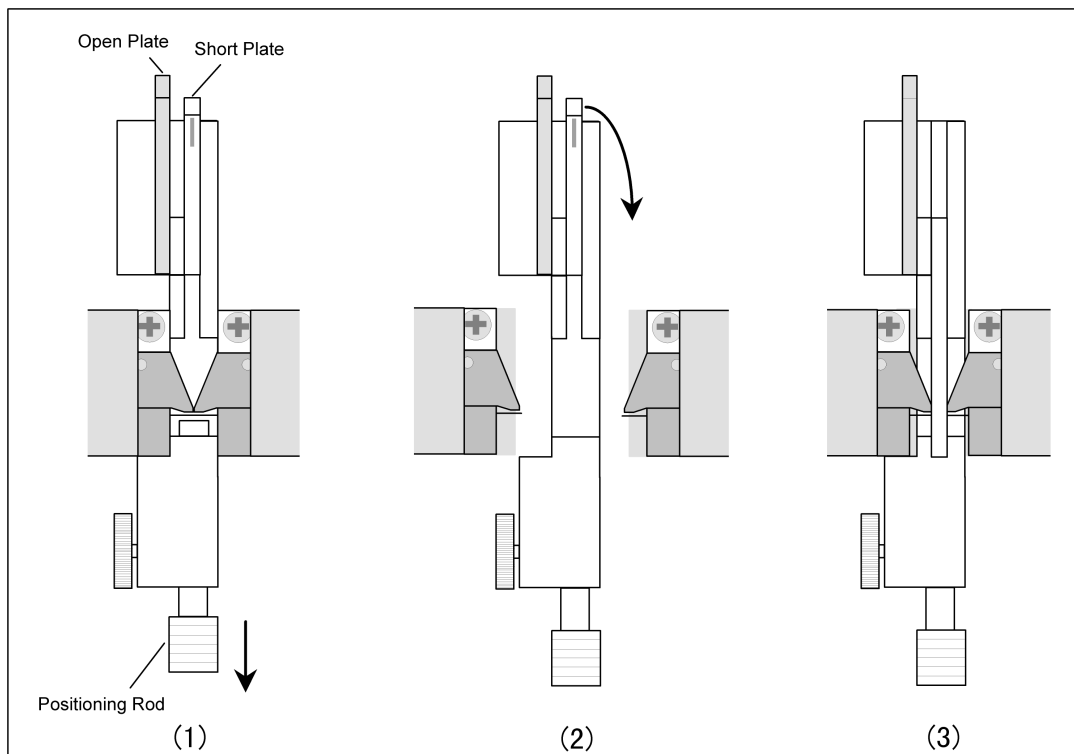 Open Plate
Short Plate
Positioning Rod
(1)
(2)
(3)